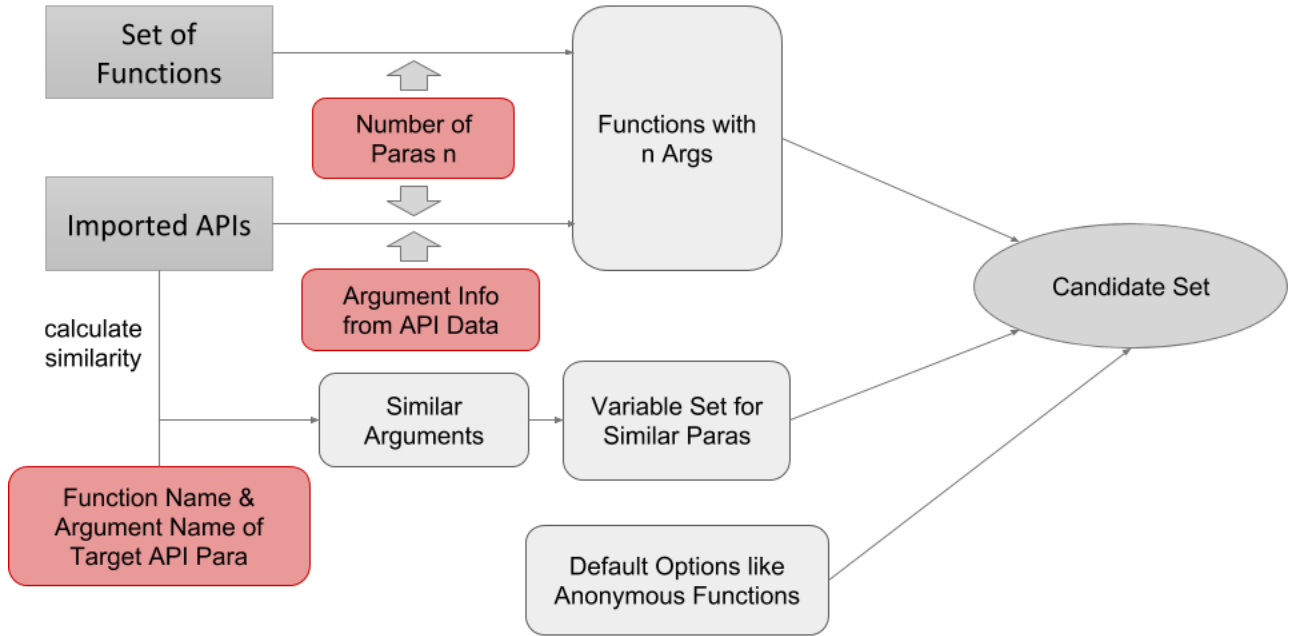 Set of
Functions
Number of
Paras n
Functions with
n Args
Imported APIs
Argument Info
from API Data
Candidate Set
calculate
similarity
Similar
Arguments
Variable Set for
Similar Paras
Function Name &
Argument Name of
Target API Para
Default Options like
Anonymous Functions